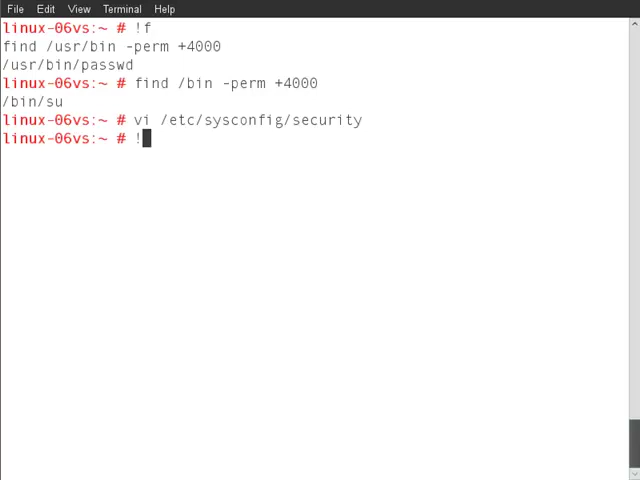 File Edit View Terminal Help
linux-06vs:~ # !f
find /usr/bin -perm +4000
/usr/bin/passwd
linux-06vs:~ # find /bin -perm +4000
/bin/su
linux-06vs:~ # vi /etc/sysconfig/security
linux-06vs:~ # !